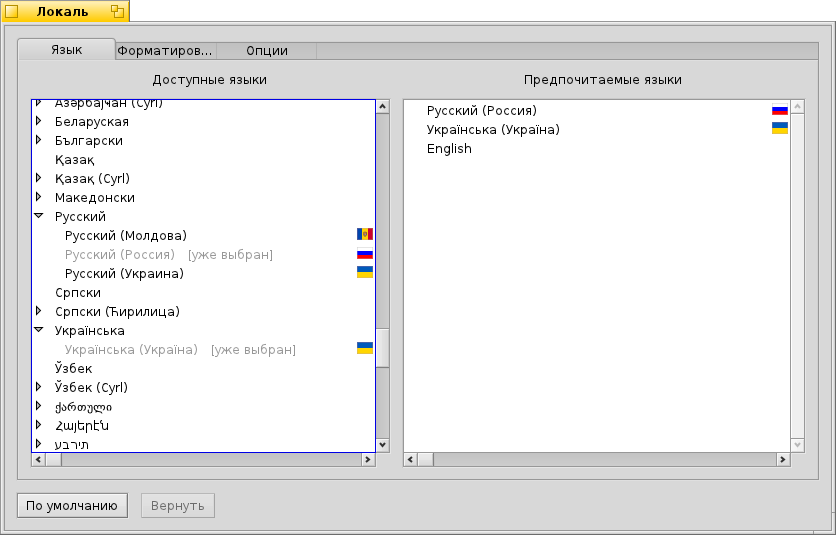 Локаль
Язык
Форматиров...
Опции
Доступные языки
Азәрбајҹан (Cyrl)
Беларуская
Български
Қазақ
Қазақ (Cyrl)
Македонски
Русский
Русский (Молдова)
Русский (Россия) [уже выбран]
Русский (Украина)
Српски
Српски (Ћирилица)
Українська
Українська (Україна) [уже выбран]
Ўзбек
Ўзбек (Cyrl)
ქართული
Հայերէն
עברית
Предпочитаемые языки
Русский (Россия)
Українська (Україна)
English
По умолчанию
Вернуть